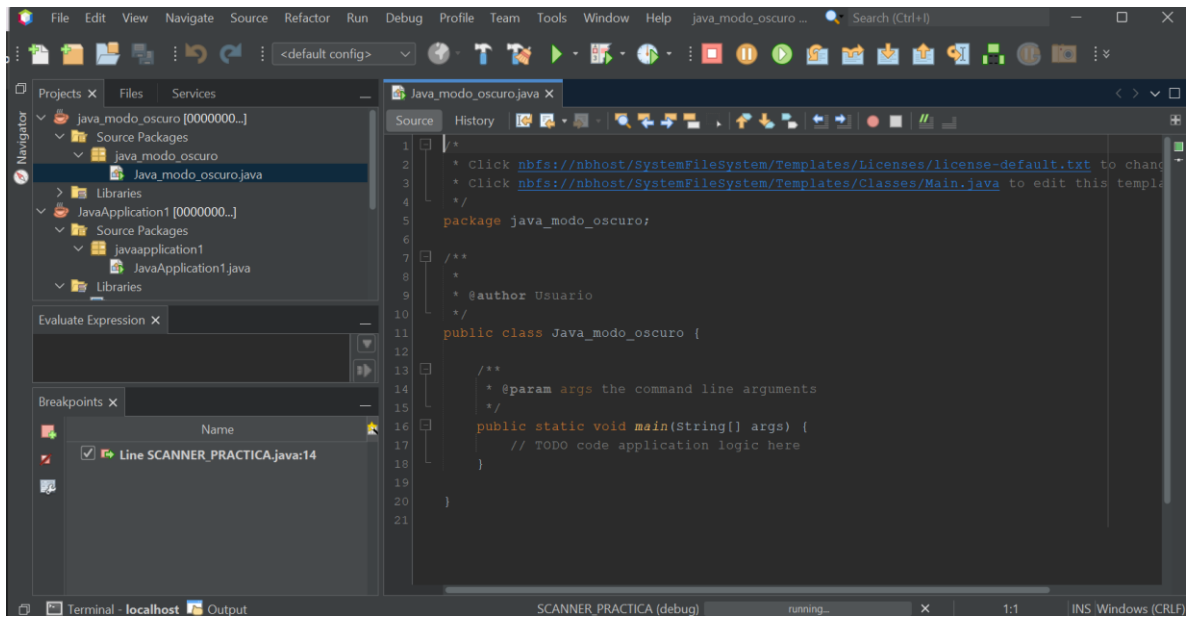 File Edit View Navigate Source Refactor Run Debug Profile Team Tools Window Help java_modo_oscuro ... Search (Ctrl+I)
<default config>
Projects Files Services
Navigator
java_modo_oscuro [0000000...]
Source Packages
java_modo_oscuro
Java_modo_oscuro.java
Libraries
JavaApplication1 [0000000...]
Source Packages
javaapplication1
JavaApplication1.java
Libraries
Evaluate Expression
Breakpoints
Name
Line SCANNER_PRACTICA.java:14
Java_modo_oscuro.java
Source History
1 /*
2 * Click nbfs://nbhost/SystemFileSystem/Templates/Licenses/license-default.txt to chang
3 * Click nbfs://nbhost/SystemFileSystem/Templates/Classes/Main.java to edit this templa
4 */
5 package java_modo_oscuro;
6
7 /**
8 *
9 * @author Usuario
10 */
11 public class Java_modo_oscuro {
12
13 /**
14 * @param args the command line arguments
15 */
16 public static void main(String[] args) {
17 // TODO code application logic here
18 }
19
20 }
21
Terminal - localhost Output SCANNER_PRACTICA (debug) running... 1:1 INS Windows (CRLF)